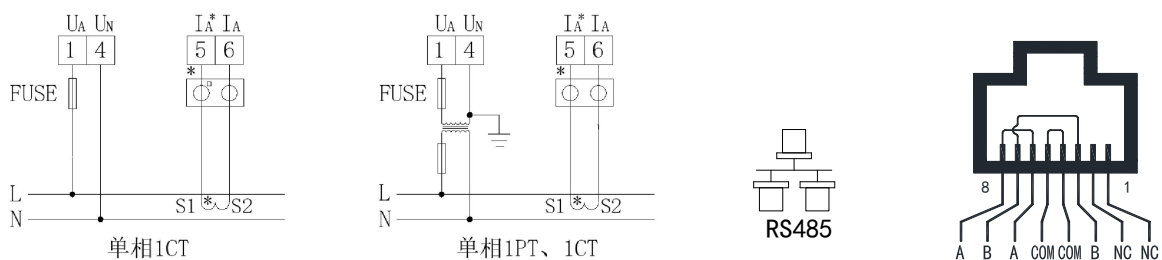 UA UN IA* IA
1 4 5 6
*
FUSE
L
S1 * S2
N
单相1CT
UA UN IA* IA
1 4 5 6
*
FUSE
L
S1 * S2
N
单相1PT、1CT
RS485
8 1
A B A COM COM B NC NC